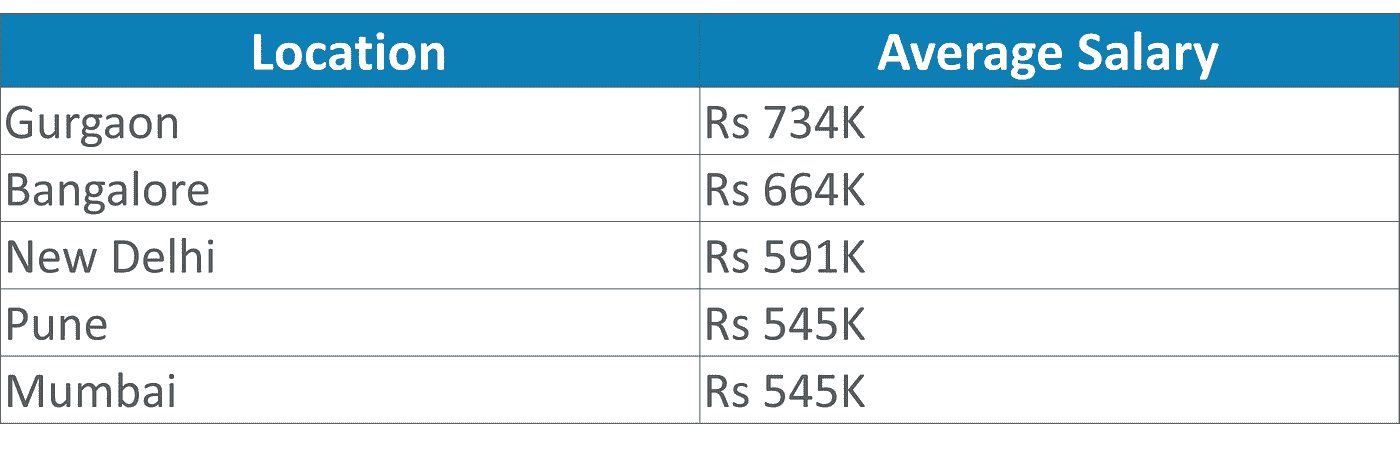 Location Average Salary
Gurgaon Rs 734K
Bangalore Rs 664K
New Delhi Rs 591K
Pune Rs 545K
Mumbai Rs 545K